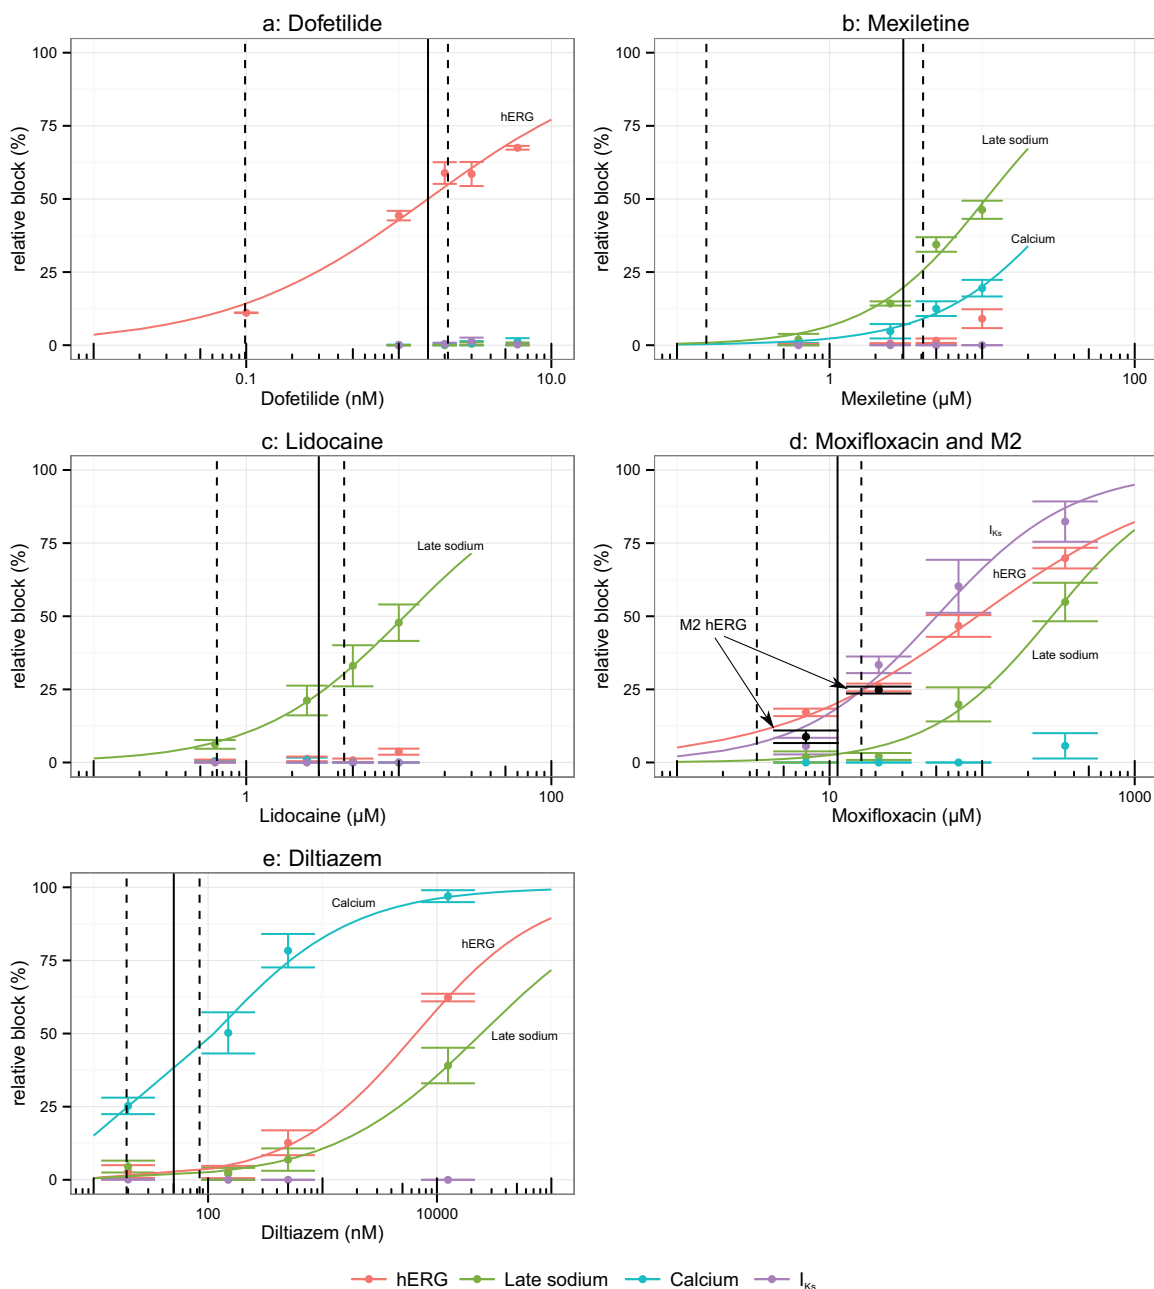 a: Dofetilide
100
75
50
25
0
relative block (%)
hERG
0.1
10.0
Dofetilide (nM)
b: Mexiletine
100
75
50
25
0
relative block (%)
Late sodium
Calcium
1
100
Mexiletine (µM)
c: Lidocaine
100
75
50
25
0
relative block (%)
Late sodium
1
100
Lidocaine (µM)
d: Moxifloxacin and M2
100
75
50
25
0
relative block (%)
IKs
hERG
M2 hERG
Late sodium
10
1000
Moxifloxacin (µM)
e: Diltiazem
100
75
50
25
0
relative block (%)
Calcium
hERG
Late sodium
100
10000
Diltiazem (nM)
hERG Late sodium Calcium IKs